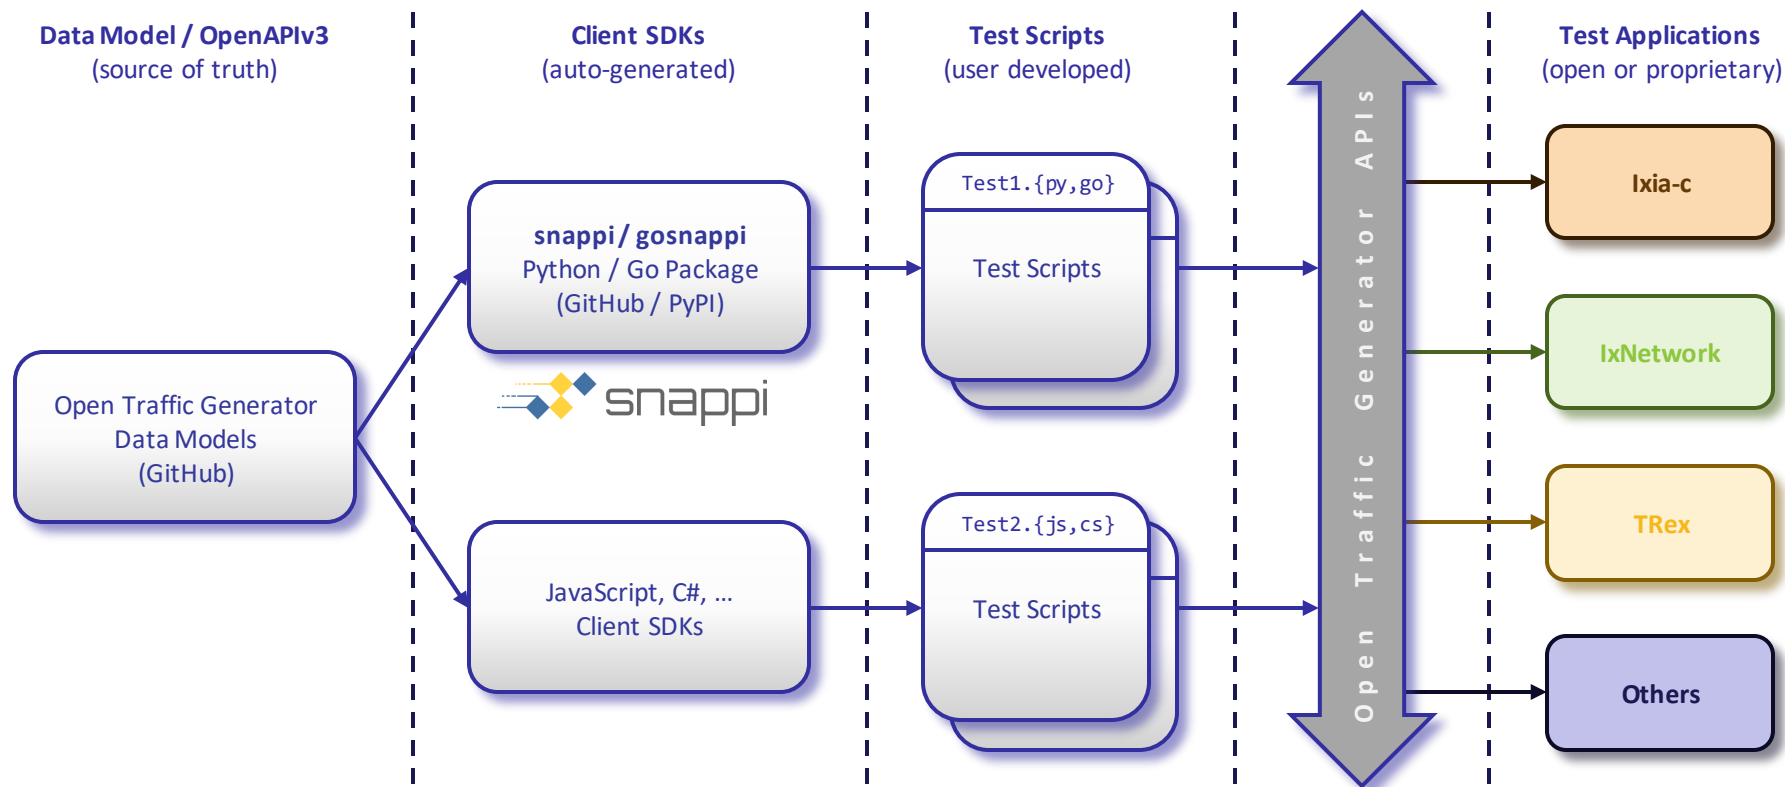 Data Model / OpenAPIv3
(source of truth)
Client SDKs
(auto-generated)
Test Scripts
(user developed)
Test Applications
(open or proprietary)
Open Traffic Generator
Data Models
(GitHub)
snappi / gosnappi
Python / Go Package
(GitHub / PyPI)
snappi
JavaScript, C#, ...
Client SDKs
Test1.{py,go}
Test Scripts
Test2.{js,cs}
Test Scripts
Open Traffic Generator APIs
Ixia-c
IxNetwork
TRex
Others